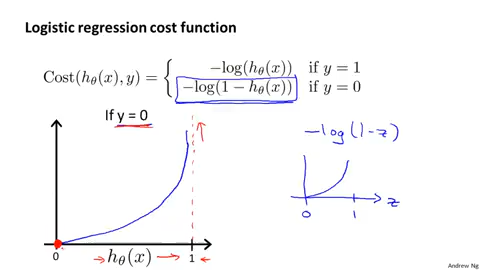 Logistic regression cost function
Cost(hθ(x), y) = { −log(hθ(x)) if y = 1
−log(1 − hθ(x)) if y = 0
If y = 0
−log(1−z)
0 1 z
0 → hθ(x) → 1 ←
Andrew Ng